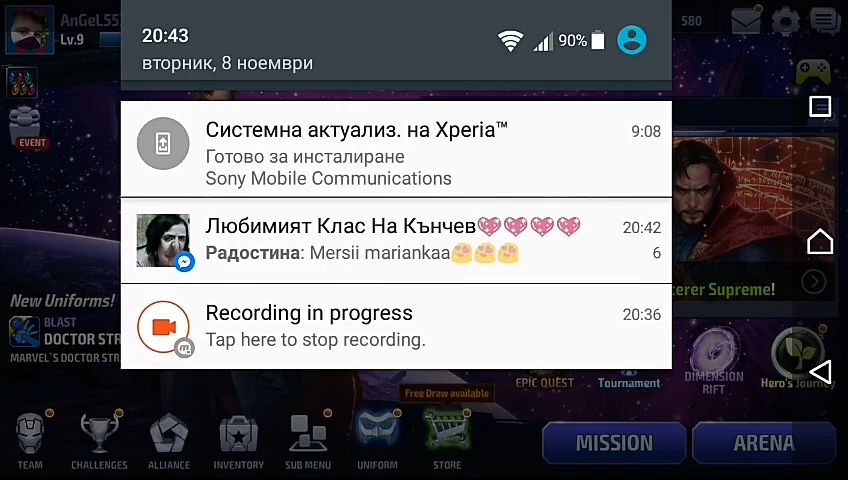 AnGeL55
Lv.9
580
20:43
90%
вторник, 8 ноември
EVENT
Системна актуализ. на Xperia™
9:08
Готово за инсталиране
Sony Mobile Communications
Любимият Клас На Кънчев💖💖💖💖
20:42
Радостина: Mersii mariankaa😍😍😍
6
Recording in progress
20:36
Tap here to stop recording.
New Uniforms!
BLAST
DOCTOR STR
MARVEL'S DOCTOR STR
cerer Supreme!
EPIC QUEST
Tournament
DIMENSION
RIFT
Hero's Journey
Free Draw available
TEAM
CHALLENGES
ALLIANCE
INVENTORY
SUB MENU
UNIFORM
STORE
MISSION
ARENA